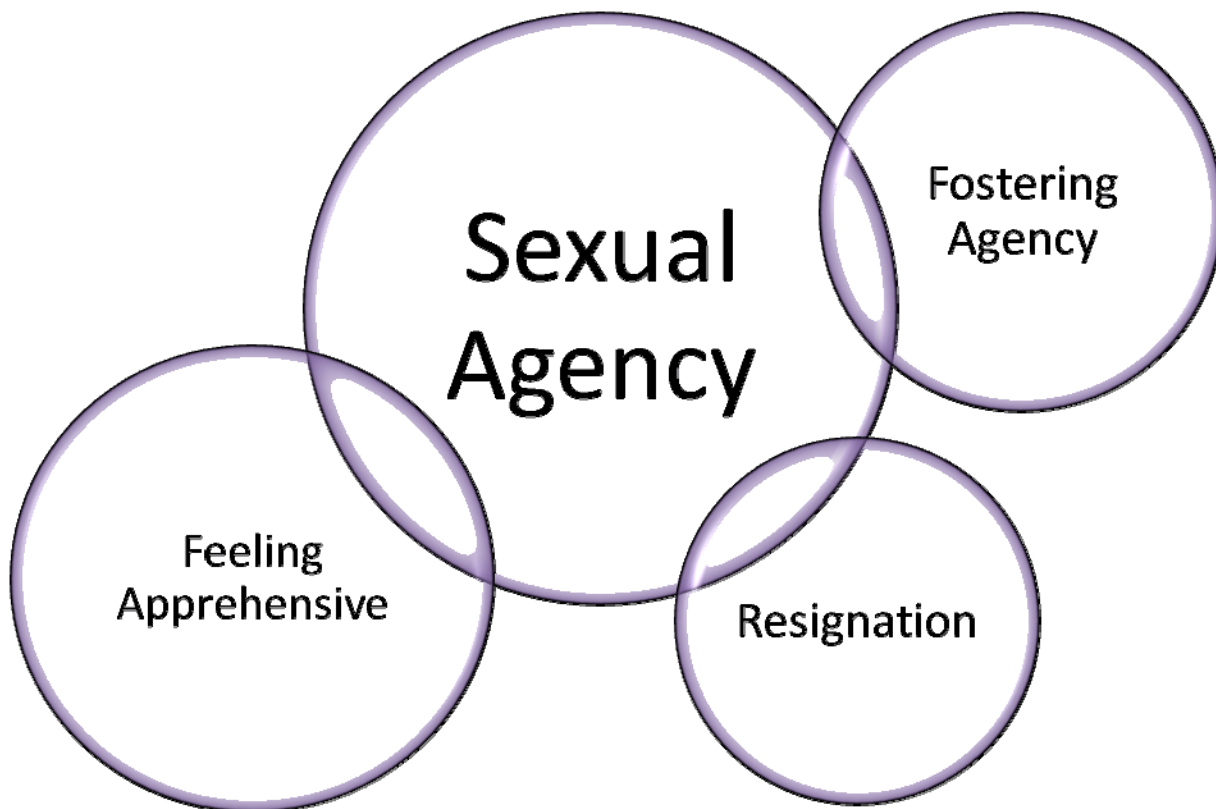 Sexual
Agency
Fostering
Agency
Feeling
Apprehensive
Resignation